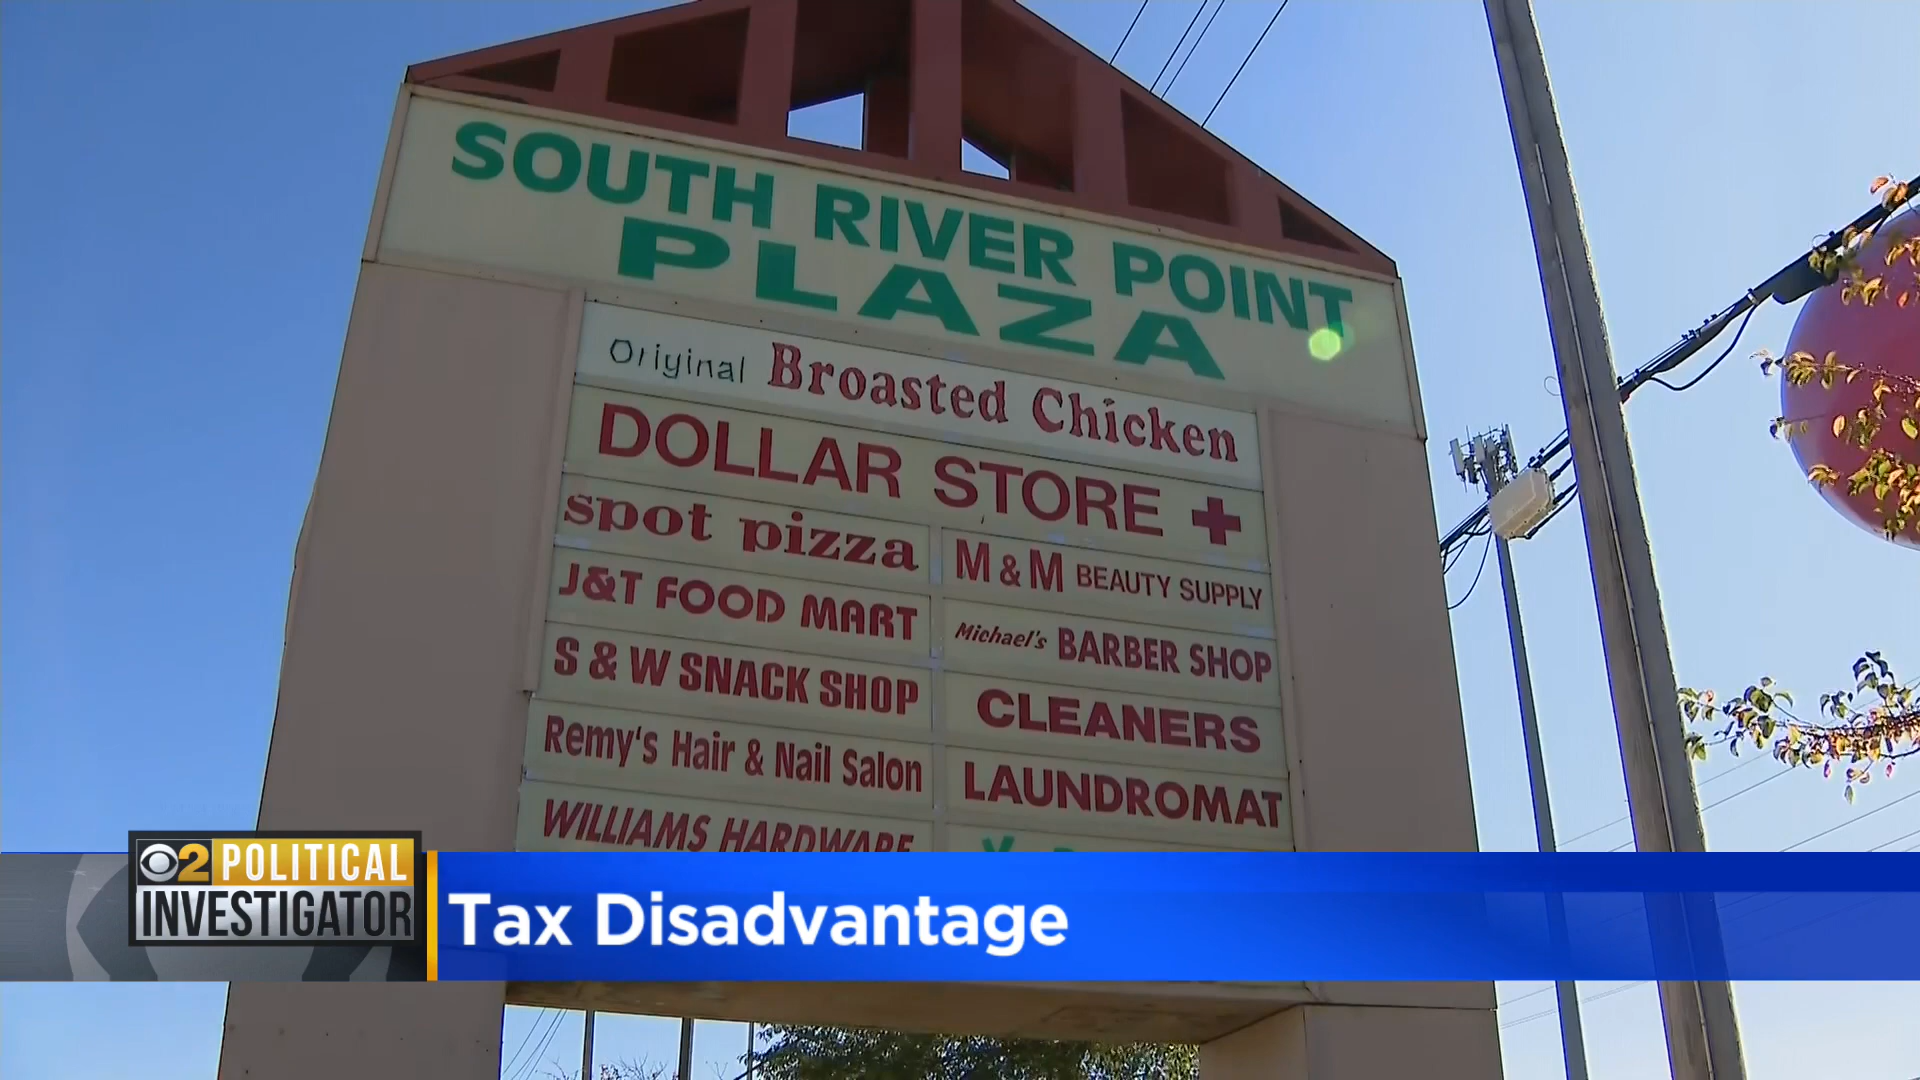 SOUTH RIVER POINT
PLAZA
Original Broasted Chicken
DOLLAR STORE +
spot pizza
M & M BEAUTY SUPPLY
J&T FOOD MART
Michael's BARBER SHOP
S & W SNACK SHOP
CLEANERS
Remy's Hair & Nail Salon
LAUNDROMAT
WILLIAMS HARDWARE
2 POLITICAL
INVESTIGATOR
Tax Disadvantage